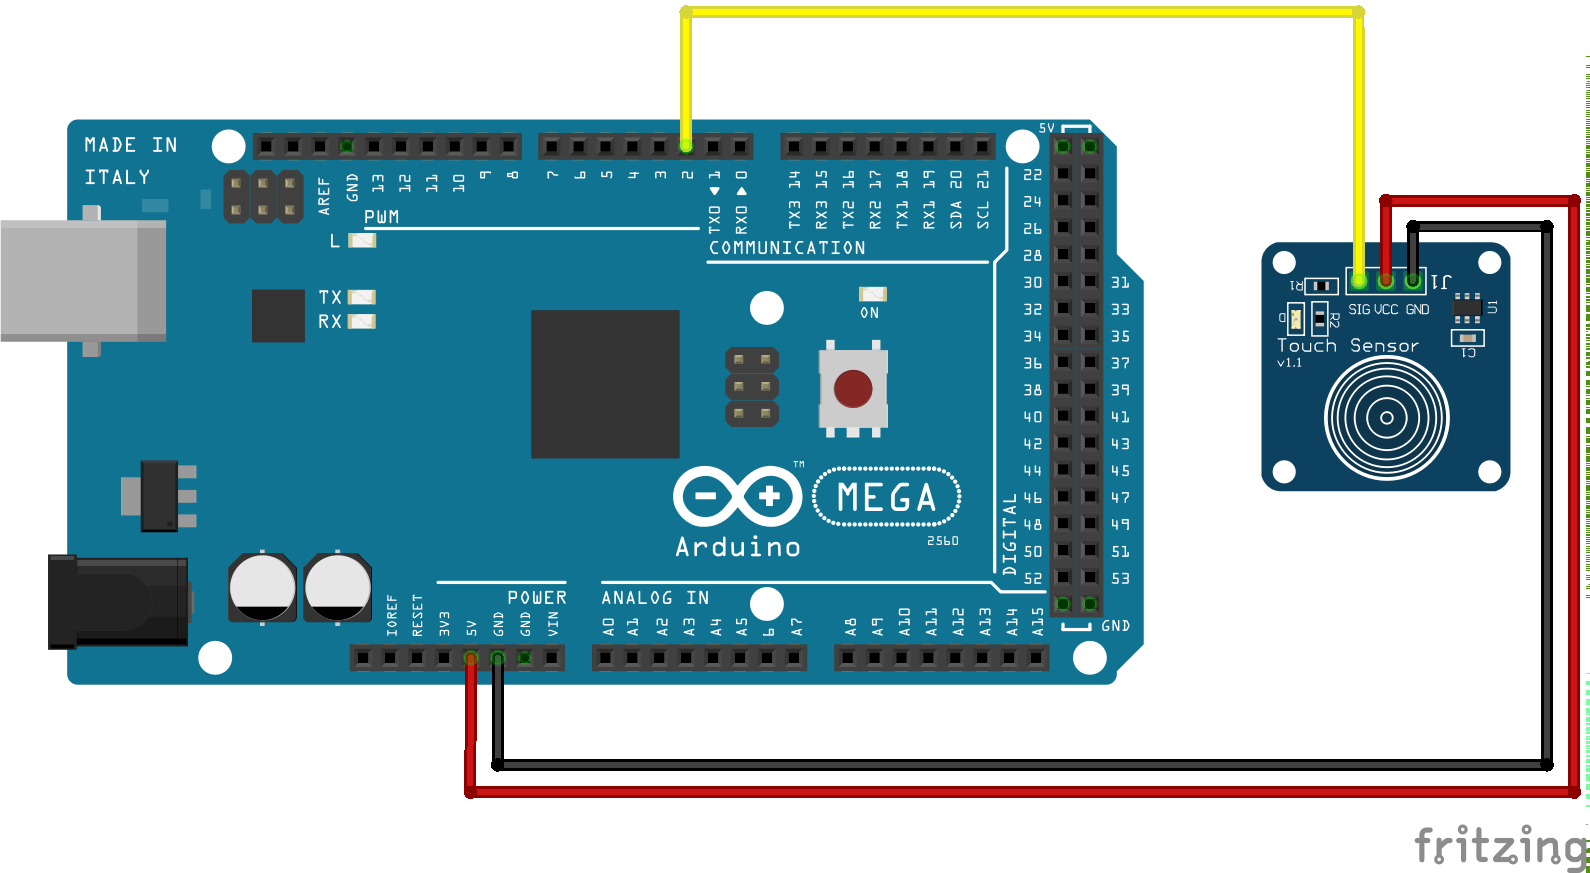 MADE IN
ITALY
AREF
GND
13
12
11
10
9
8
7
6
5
4
3
2
TX0 1
RX0 0
TX3 14
RX3 15
TX2 16
RX2 17
TX1 18
RX1 19
SDA 20
SCL 21
PWM
COMMUNICATION
L
TX
RX
ON
5V
22
24
26
28
30 31
32 33
34 35
36 37
38 39
40 41
42 43
44 45
46 47
48 49
50 51
52 53
GND
DIGITAL
TM
MEGA
Arduino
2560
POWER
ANALOG IN
IOREF
RESET
3V3
5V
GND
GND
VIN
A0
A1
A2
A3
A4
A5
6
A7
A8
A9
A10
A11
A12
A13
A14
A15
R1
J1
SIG VCC GND
U1
D
R2
C1
Touch Sensor
v1.1
fritzing